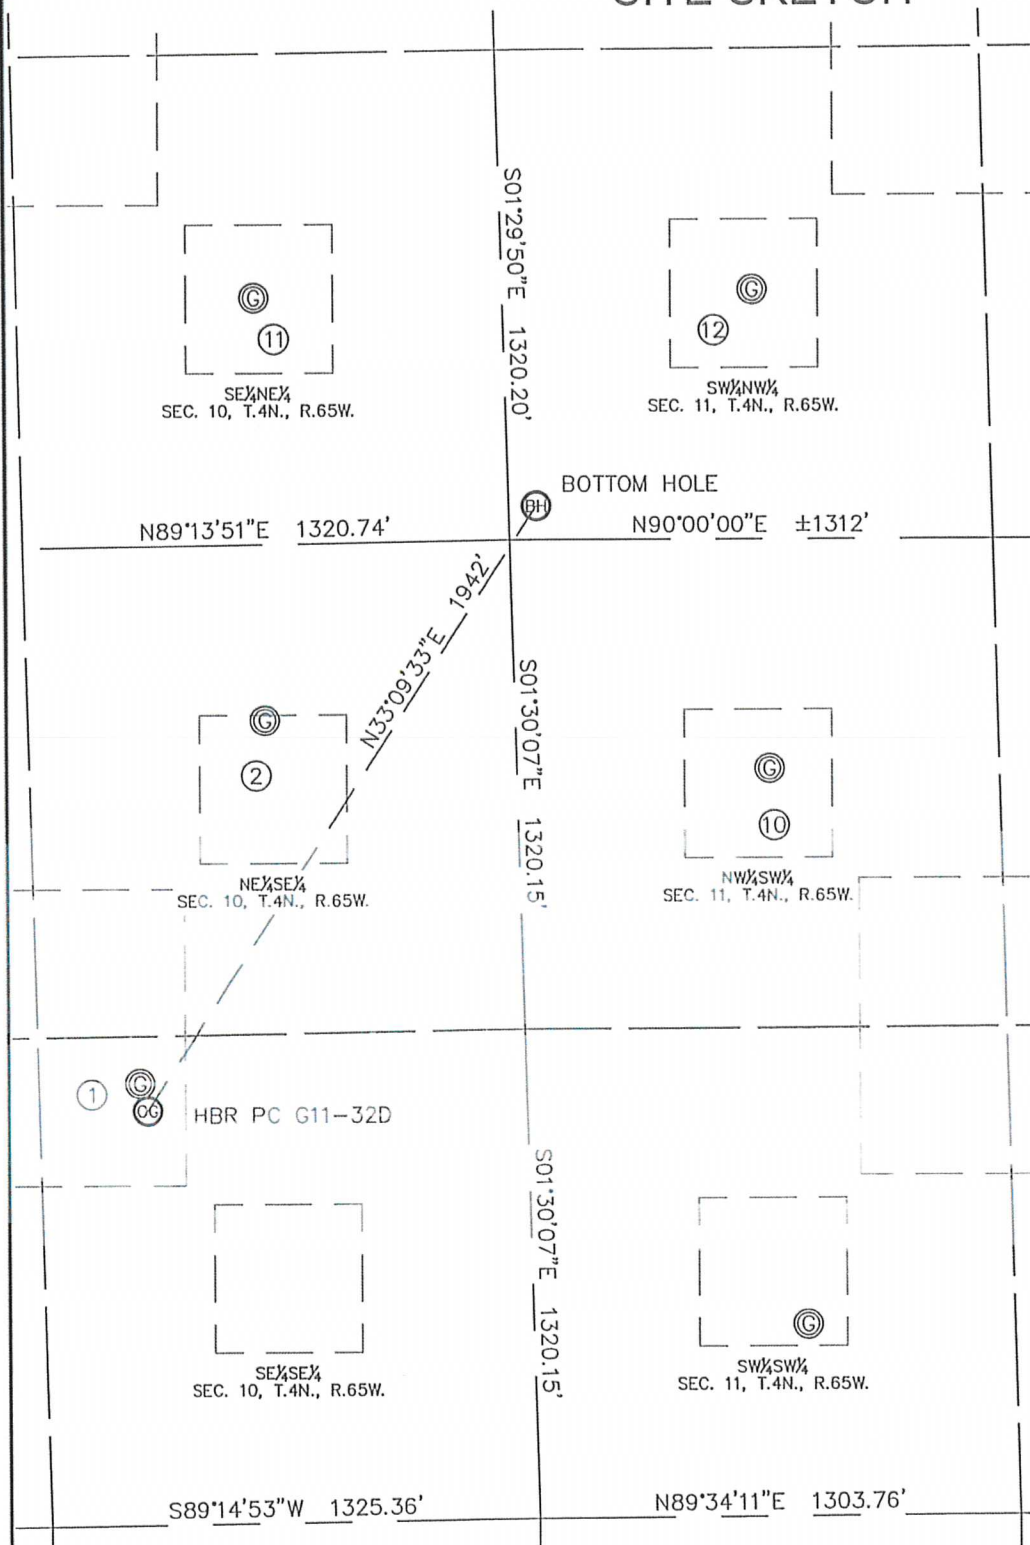 S01°29'50"E 1320.20'
G
11
SE¼NE¼
SEC. 10, T.4N., R.65W.
G
12
SW¼NW¼
SEC. 11, T.4N., R.65W.
BH
BOTTOM HOLE
N89°13'51"E 1320.74'
N90°00'00"E ±1312'
N33°09'33"E 1942'
S01°30'07"E 1320.15'
G
2
NE¼SE¼
SEC. 10, T.4N., R.65W.
G
10
NW¼SW¼
SEC. 11, T.4N., R.65W.
1
G
OG
HBR PC G11-32D
S01°30'07"E 1320.15'
SE¼SE¼
SEC. 10, T.4N., R.65W.
G
SW¼SW¼
SEC. 11, T.4N., R.65W.
S89°14'53"W 1325.36'
N89°34'11"E 1303.76'